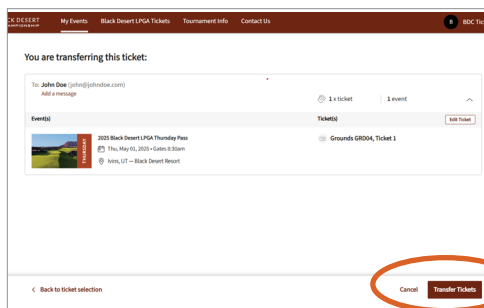 CK DESERT
AMPIONSHIP
My Events
Black Desert LPGA Tickets
Tournament Info
Contact Us
B
BDC Tic
You are transferring this ticket:
To: John Doe (john@johndoe.com)
Add a message
1 x ticket
1 event
Event(s)
Ticket(s)
Edit Ticket
THURSDAY
2025 Black Desert LPGA Thursday Pass
Thu, May 01, 2025 • Gates 8:30am
Ivins, UT — Black Desert Resort
Grounds GRD04, Ticket 1
Back to ticket selection
Cancel
Transfer Tickets